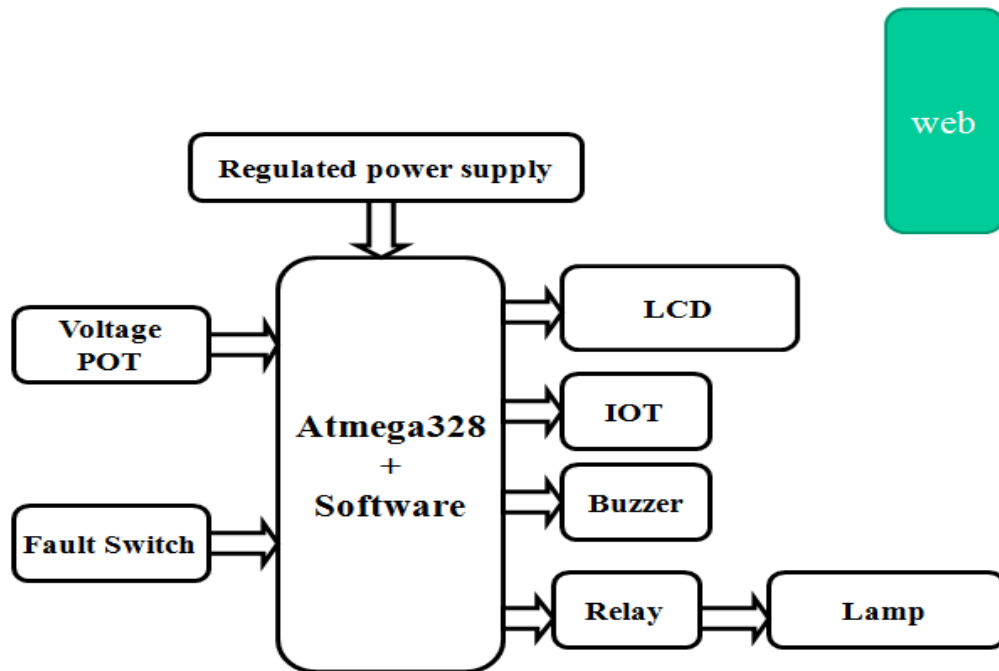 web
Regulated power supply
Voltage
POT
LCD
Atmega328
+
Software
IOT
Buzzer
Fault Switch
Relay
Lamp